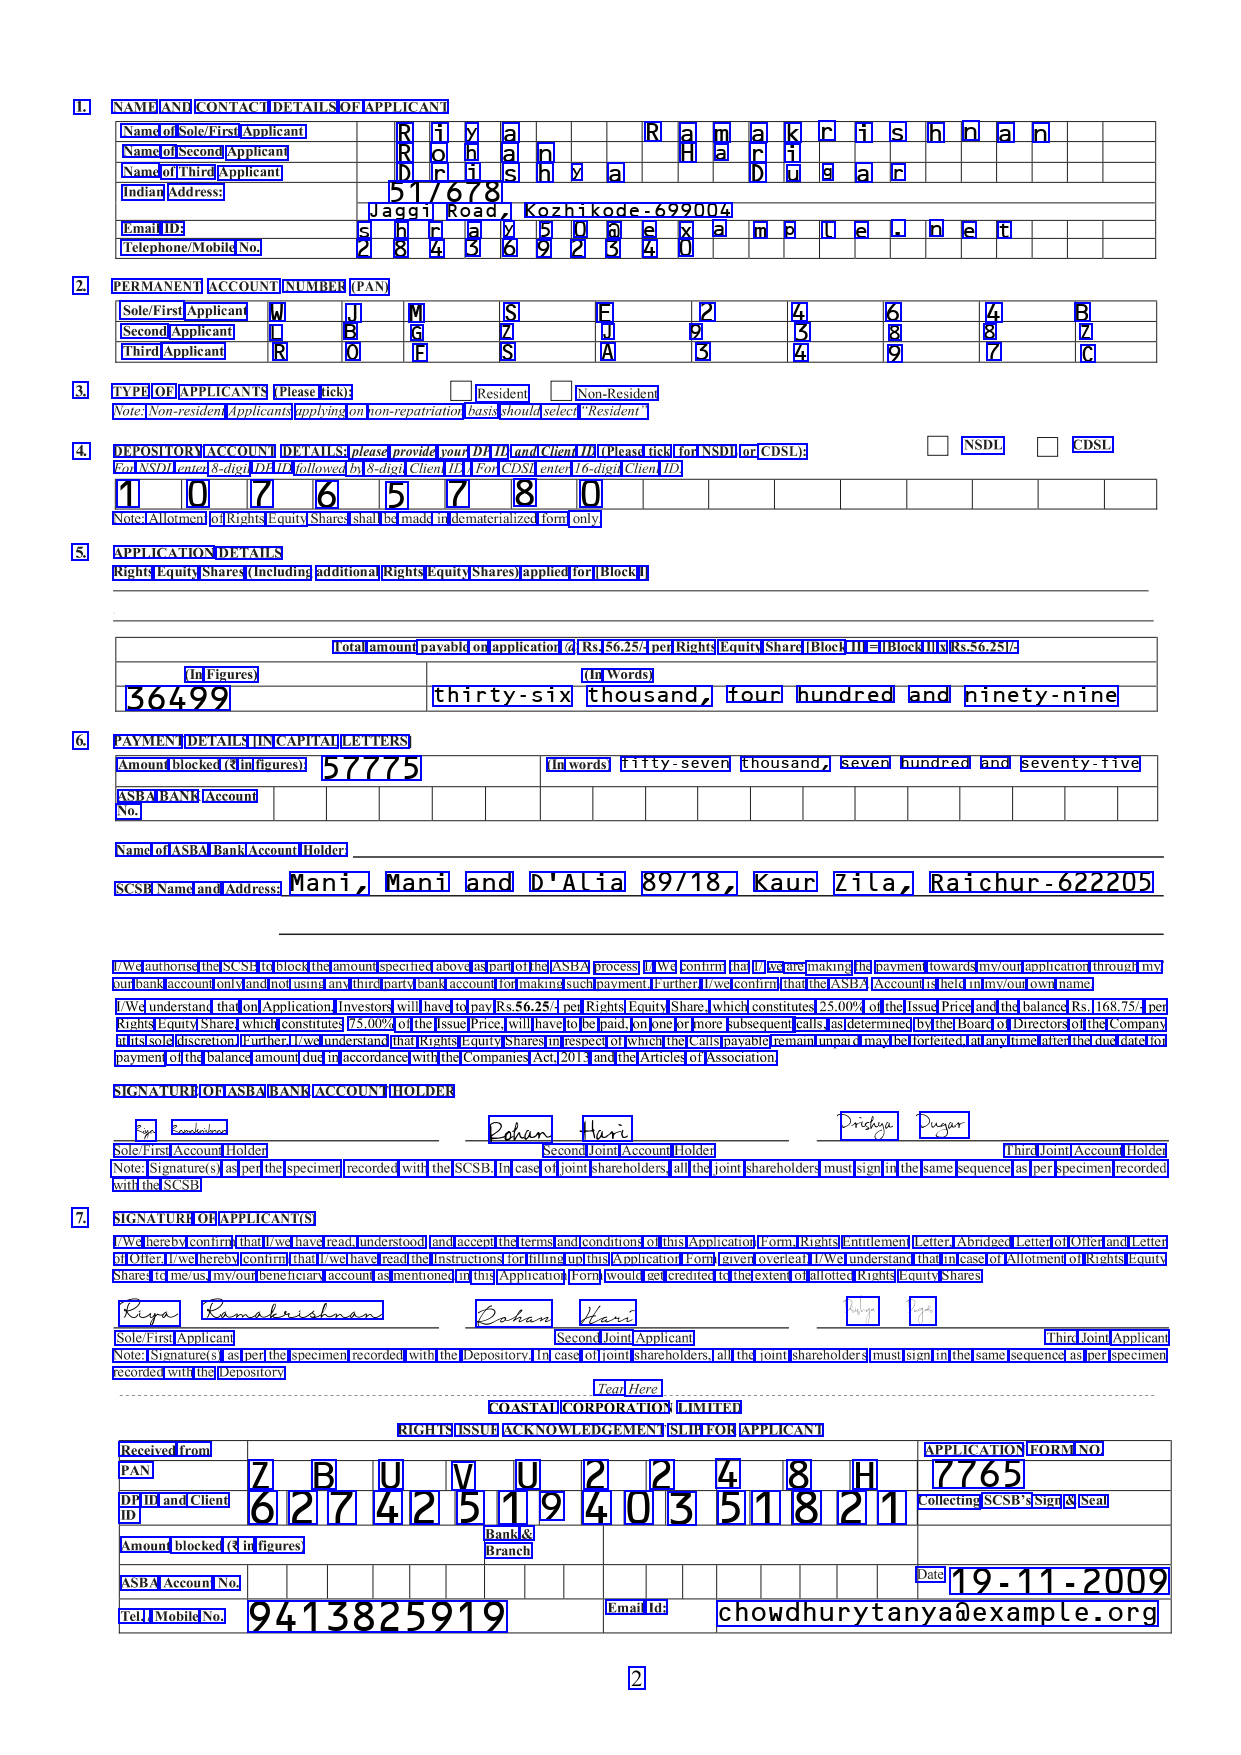 1. NAME AND CONTACT DETAILS OF APPLICANT
Name of Sole/First Applicant Riya Ramakrishnan
Name of Second Applicant Rohan Hari
Name of Third Applicant Drishya Dugar
Indian Address: 517678
Jaggi Road, Kozhikode-699004
Email ID: shray50@example.net
Telephone/Mobile No. 2843692340
2. PERMANENT ACCOUNT NUMBER (PAN)
Sole/First Applicant W J M S F 2 4 6 4 B
Second Applicant L B G Z J 9 3 8 8 Z
Third Applicant R O F S A 3 4 9 7 C
3. TYPE OF APPLICANTS (Please tick): Resident Non-Resident
Note: Non-resident Applicants applying on non-repatriation basis should select "Resident"
4. DEPOSITORY ACCOUNT DETAILS: please provide your DP ID and Client ID (Please tick for NSDL or CDSL): NSDL CDSL
For NSDL enter 8-digit DP ID followed by 8-digit Client ID / For CDSL enter 16-digit Client ID.
1 0 7 6 5 7 8 0
Note: Allotment of Rights Equity Shares shall be made in dematerialized form only.
5. APPLICATION DETAILS
Rights Equity Shares (Including additional Rights Equity Shares) applied for [Block I]
Total amount payable on application @ Rs. 56.25/- per Rights Equity Share [Block II] = [Block I] x Rs.56.25]/-
(In Figures) (In Words)
36499 thirty-six thousand, four hundred and ninety-nine
6. PAYMENT DETAILS [IN CAPITAL LETTERS]
Amount blocked (₹ in figures): 57775 (In words) fifty-seven thousand, seven hundred and seventy-five
ASBA BANK Account
No.
Name of ASBA Bank Account Holder:
SCSB Name and Address: Mani, Mani and D'Alia 89/18, Kaur Zila, Raichur-622205
I/We authorise the SCSB to block the amount specified above as part of the ASBA process. I/ We confirm that I/ we are making the payment towards my/our application through my/
our bank account only and not using any third party bank account for making such payment. Further, I/we confirm that the ASBA Account is held in my/our own name.
I/We understand that on Application, Investors will have to pay Rs.56.25/- per Rights Equity Share, which constitutes 25.00% of the Issue Price and the balance Rs. 168.75/- per
Rights Equity Share, which constitutes 75.00% of the Issue Price, will have to be paid, on one or more subsequent calls, as determined by the Board of Directors of the Company
at its sole discretion. Further, I/we understand that Rights Equity Shares in respect of which the Calls payable remain unpaid may be forfeited, at any time after the due date for
payment of the balance amount due in accordance with the Companies Act, 2013 and the Articles of Association.
SIGNATURE OF ASBA BANK ACCOUNT HOLDER
Riya Ramakrishnan Rohan Hari Drishya Dugar
Sole/First Account Holder Second Joint Account Holder Third Joint Account Holder
Note: Signature(s) as per the specimen recorded with the SCSB. In case of joint shareholders, all the joint shareholders must sign in the same sequence as per specimen recorded
with the SCSB
7. SIGNATURE OF APPLICANT(S)
I/We hereby confirm that I/we have read, understood and accept the terms and conditions of this Application Form, Rights Entitlement Letter, Abridged Letter of Offer and Letter
of Offer. I/we hereby confirm that I/we have read the Instructions for filling up this Application Form given overleaf. I/We understand that in case of Allotment of Rights Equity
Shares to me/us, my/our beneficiary account as mentioned in this Application Form would get credited to the extent of allotted Rights Equity Shares
Riya Ramakrishnan Rohan Hari Drishya Dugar
Sole/First Applicant Second Joint Applicant Third Joint Applicant
Note: Signature(s) as per the specimen recorded with the Depository. In case of joint shareholders, all the joint shareholders must sign in the same sequence as per specimen
recorded with the Depository
Tear Here
COASTAL CORPORATION LIMITED
RIGHTS ISSUE ACKNOWLEDGEMENT SLIP FOR APPLICANT
Received from APPLICATION FORM NO.
PAN Z B U V U 2 2 4 8 H 7765
DP ID and Client
ID 6 2 7 4 2 5 1 9 4 0 3 5 1 8 2 1 Collecting SCSB's Sign & Seal
Amount blocked (₹ in figures) Bank &
Branch
ASBA Account No. Date 19-11-2009
Tel./ Mobile No. 9413825919 Email Id: chowdhurytanya@example.org
2